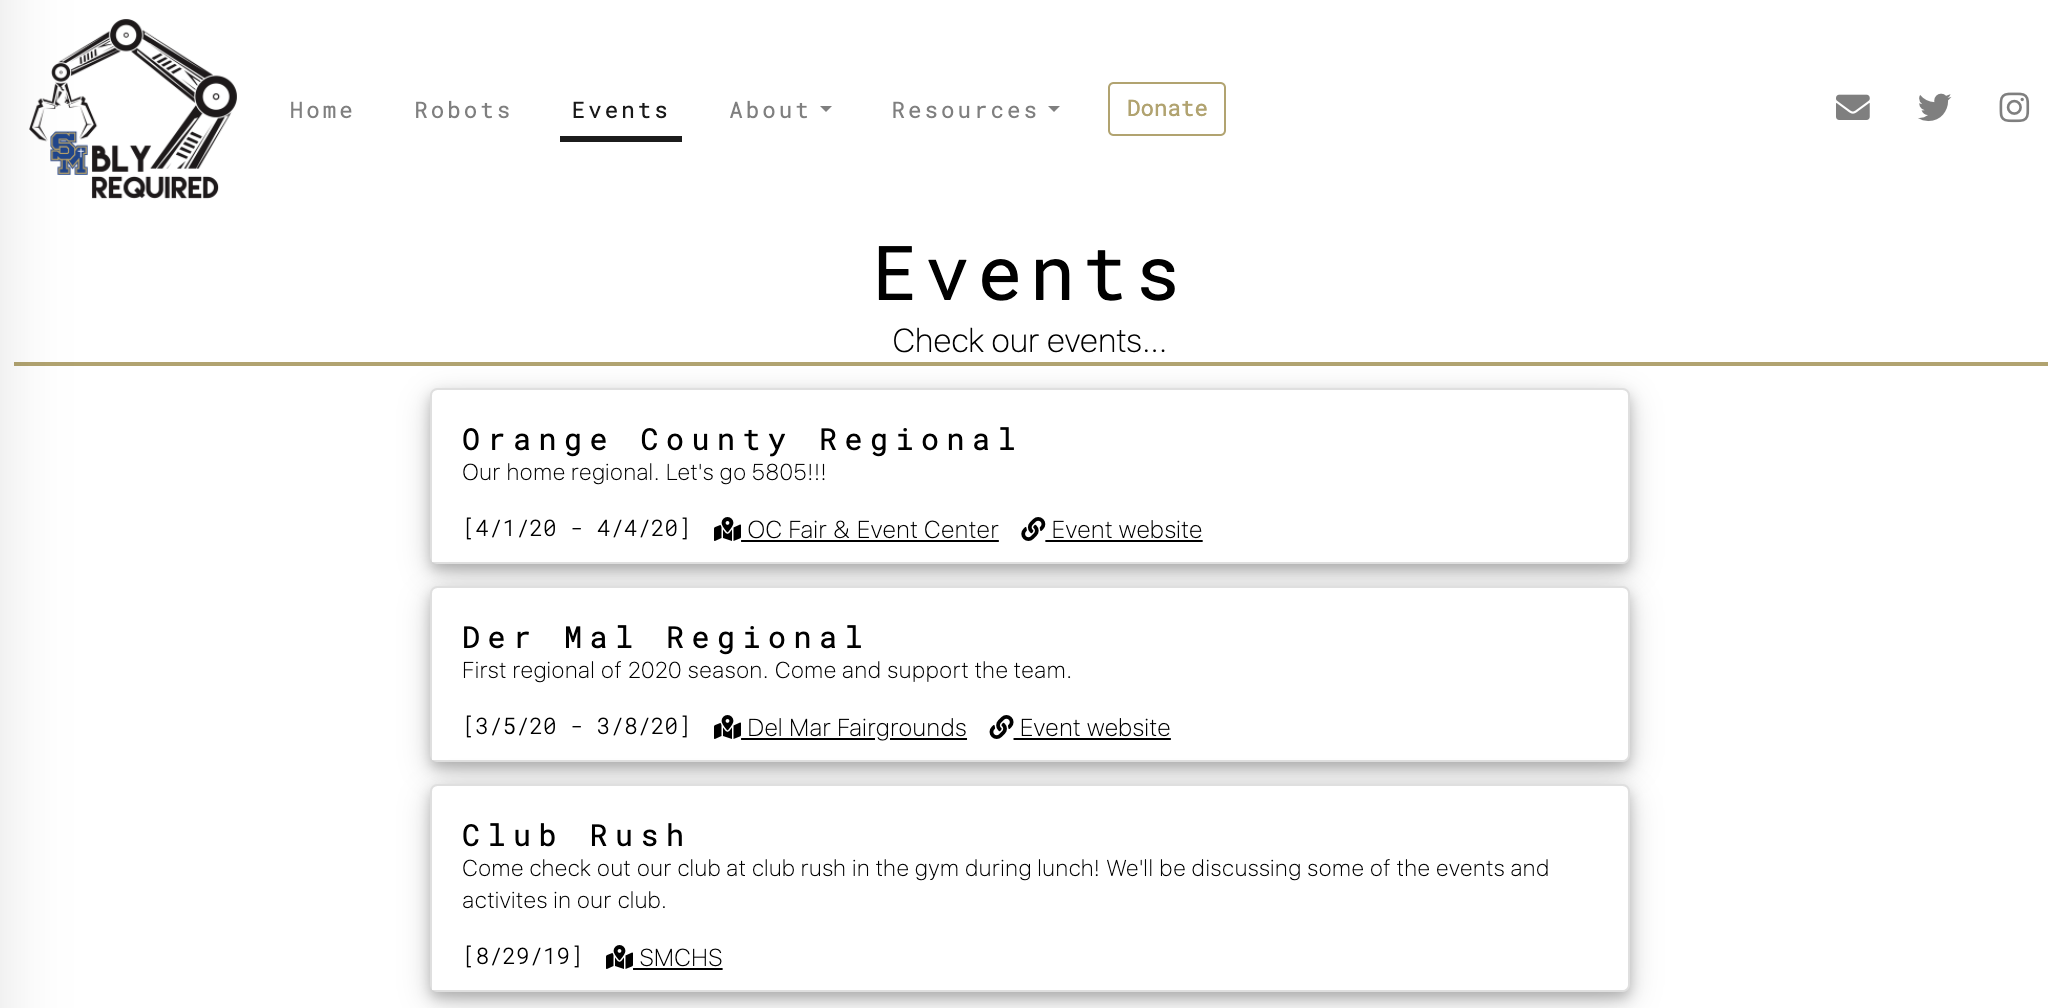 SM BLY
REQUIRED
Home Robots Events About Resources Donate
Events
Check our events...
Orange County Regional
Our home regional. Let's go 5805!!!
[4/1/20 - 4/4/20] OC Fair & Event Center Event website
Der Mal Regional
First regional of 2020 season. Come and support the team.
[3/5/20 - 3/8/20] Del Mar Fairgrounds Event website
Club Rush
Come check out our club at club rush in the gym during lunch! We'll be discussing some of the events and
activites in our club.
[8/29/19] SMCHS